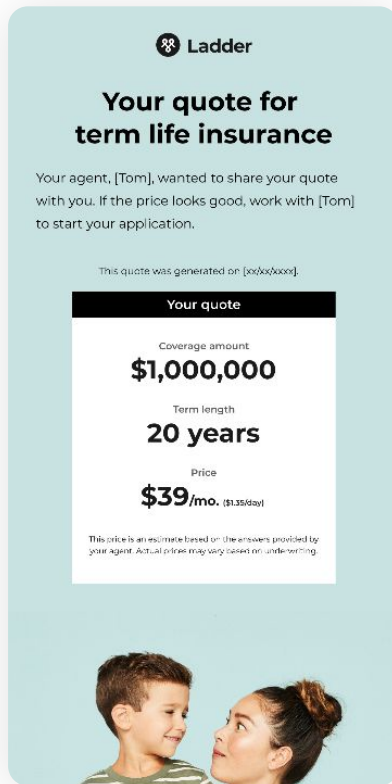 Ladder
Your quote for
term life insurance
Your agent, [Tom], wanted to share your quote
with you. If the price looks good, work with [Tom]
to start your application.
This quote was generated on [xx/xx/xxxx].
Your quote
Coverage amount
$1,000,000
Term length
20 years
Price
$39/mo. ($1.35/day)
This price is an estimate based on the answers provided by
your agent. Actual prices may vary based on underwriting.